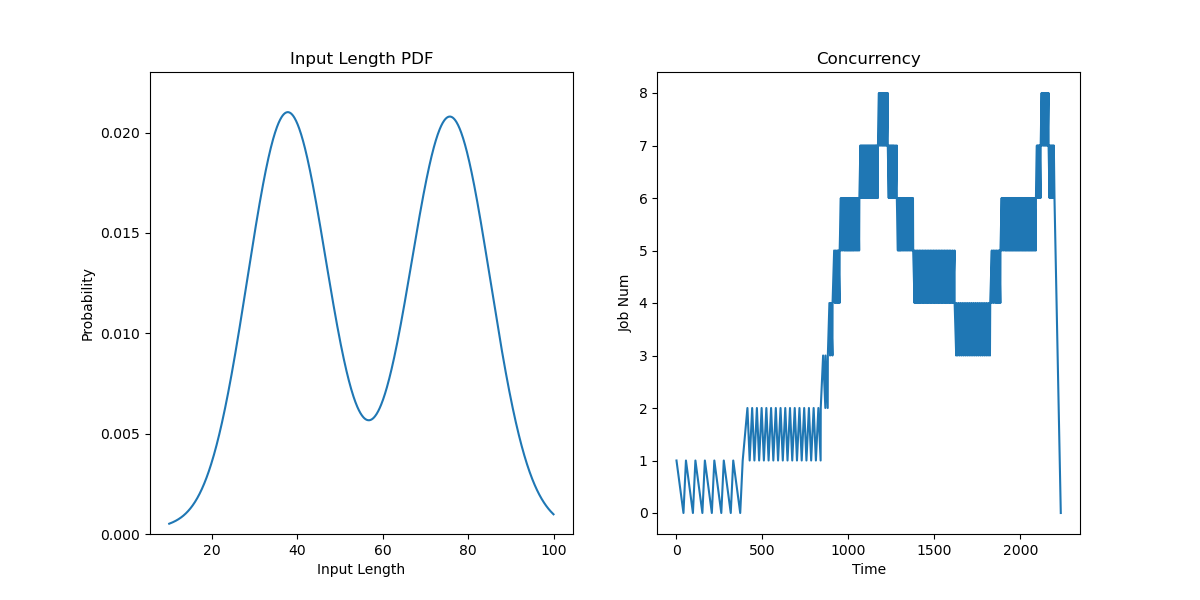 Input Length PDF
Probability
0.020
0.015
0.010
0.005
0.000
20 40 60 80 100
Input Length
Concurrency
Job Num
8
7
6
5
4
3
2
1
0
0 500 1000 1500 2000
Time